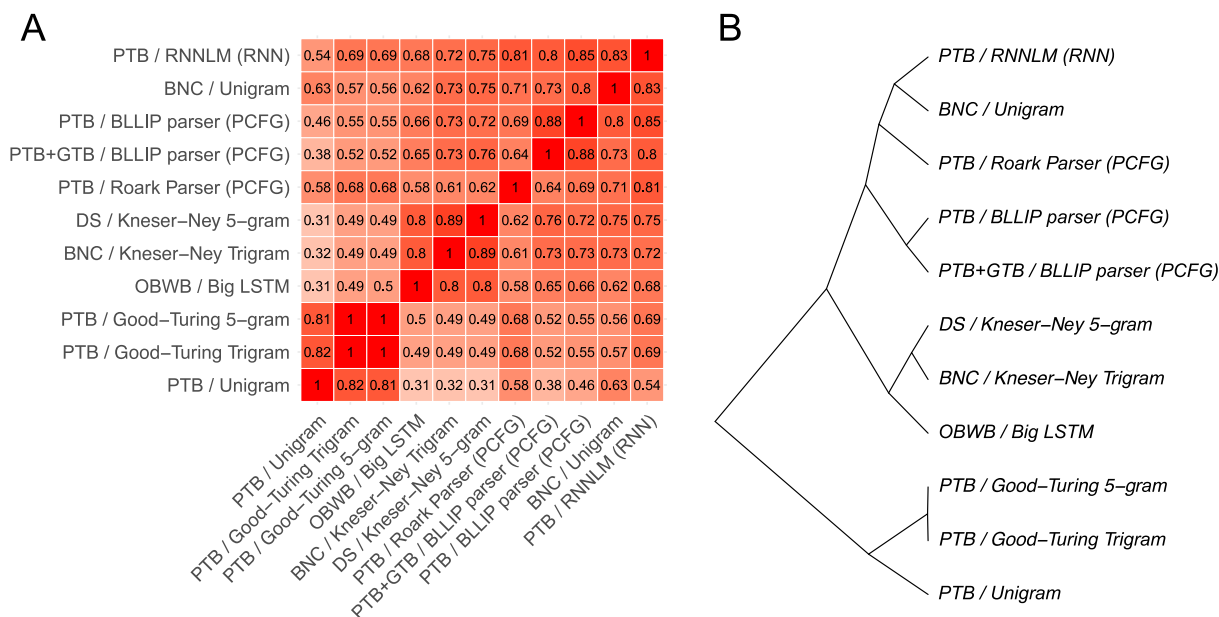 A
PTB / RNNLM (RNN) 0.54 0.69 0.69 0.68 0.72 0.75 0.81 0.8 0.85 0.83 1
BNC / Unigram 0.63 0.57 0.56 0.62 0.73 0.75 0.71 0.73 0.8 1 0.83
PTB / BLLIP parser (PCFG) 0.46 0.55 0.55 0.66 0.73 0.72 0.69 0.88 1 0.8 0.85
PTB+GTB / BLLIP parser (PCFG) 0.38 0.52 0.52 0.65 0.73 0.76 0.64 1 0.88 0.73 0.8
PTB / Roark Parser (PCFG) 0.58 0.68 0.68 0.58 0.61 0.62 1 0.64 0.69 0.71 0.81
DS / Kneser−Ney 5−gram 0.31 0.49 0.49 0.8 0.89 1 0.62 0.76 0.72 0.75 0.75
BNC / Kneser−Ney Trigram 0.32 0.49 0.49 0.8 1 0.89 0.61 0.73 0.73 0.73 0.72
OBWB / Big LSTM 0.31 0.49 0.5 1 0.8 0.8 0.58 0.65 0.66 0.62 0.68
PTB / Good−Turing 5−gram 0.81 1 1 0.5 0.49 0.49 0.68 0.52 0.55 0.56 0.69
PTB / Good−Turing Trigram 0.82 1 1 0.49 0.49 0.49 0.68 0.52 0.55 0.57 0.69
PTB / Unigram 1 0.82 0.81 0.31 0.32 0.31 0.58 0.38 0.46 0.63 0.54
PTB / Unigram
PTB / Good−Turing Trigram
PTB / Good−Turing 5−gram
OBWB / Big LSTM
BNC / Kneser−Ney Trigram
DS / Kneser−Ney 5−gram
PTB / Roark Parser (PCFG)
PTB+GTB / BLLIP parser (PCFG)
PTB / BLLIP parser (PCFG)
BNC / Unigram
PTB / RNNLM (RNN)
B
PTB / RNNLM (RNN)
BNC / Unigram
PTB / Roark Parser (PCFG)
PTB / BLLIP parser (PCFG)
PTB+GTB / BLLIP parser (PCFG)
DS / Kneser−Ney 5−gram
BNC / Kneser−Ney Trigram
OBWB / Big LSTM
PTB / Good−Turing 5−gram
PTB / Good−Turing Trigram
PTB / Unigram